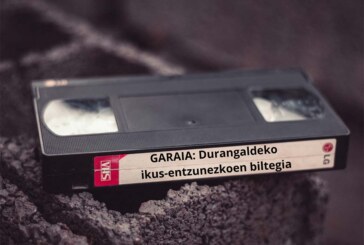 GARAIA: Durangaldeko
ikus-entzunezkoen biltegia
VHS
LG